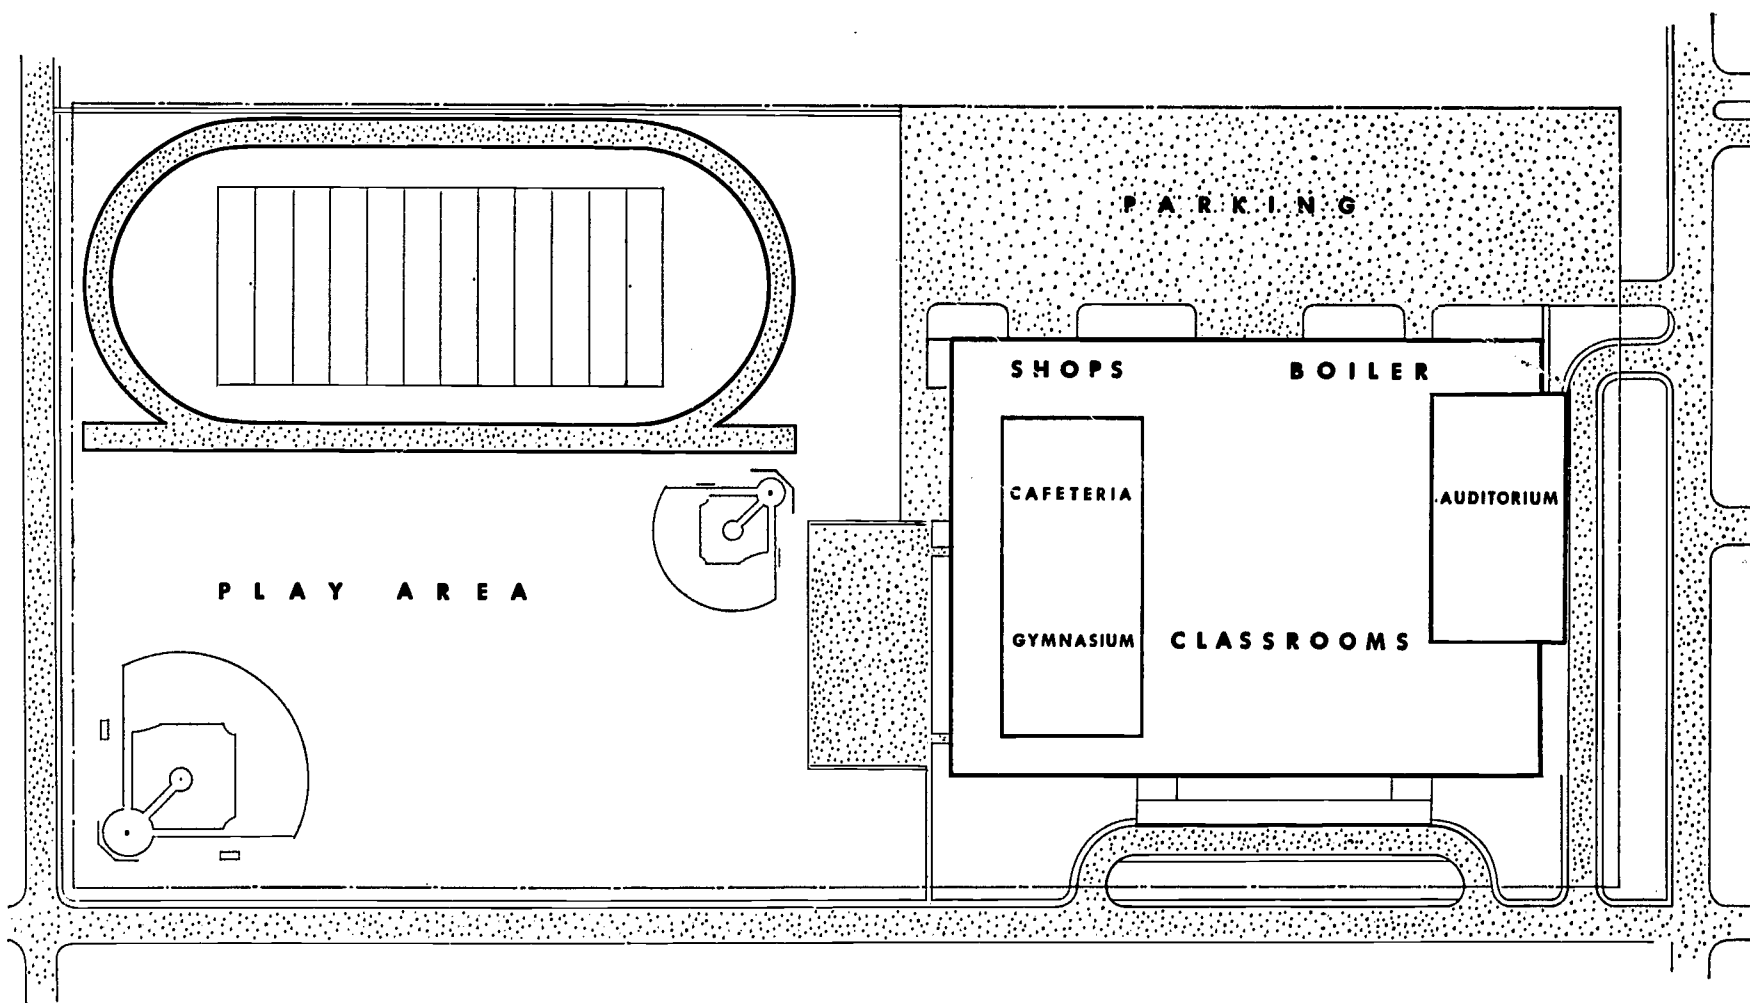 PARKING
SHOPS
BOILER
CAFETERIA
AUDITORIUM
PLAY AREA
GYMNASIUM
CLASSROOMS